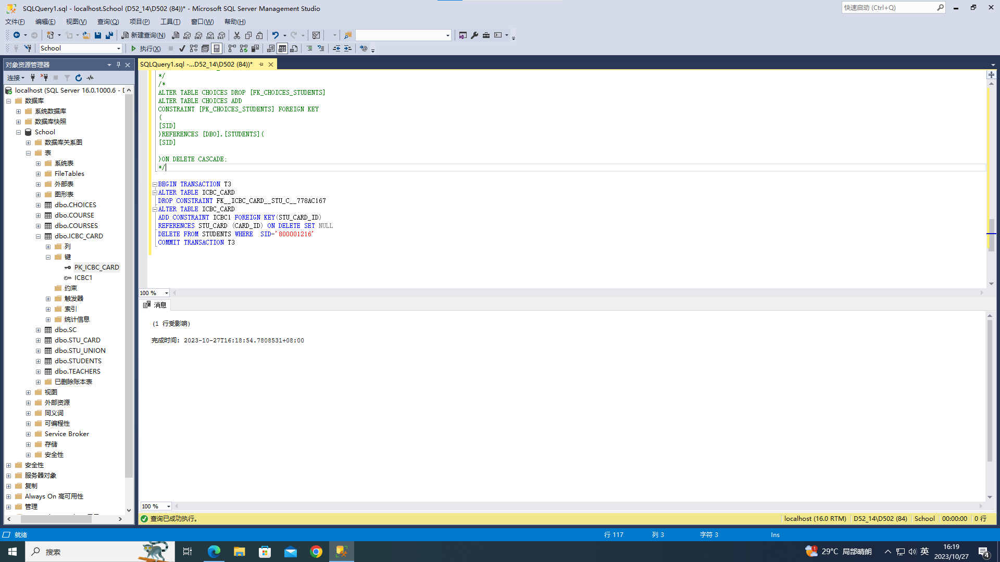 SQLQuery1.sql - localhost.School (D52_14\D502 (84))* - Microsoft SQL Server Management Studio
快速启动 (Ctrl+Q)
文件(F) 编辑(E) 视图(V) 查询(Q) 项目(P) 工具(T) 窗口(W) 帮助(H)
新建查询(N)
MDX DMX XMLA DAX
School
执行(X)
对象资源管理器
连接
localhost (SQL Server 16.0.1000.6 - D
数据库
系统数据库
数据库快照
School
数据库关系图
表
系统表
FileTables
外部表
图形表
dbo.CHOICES
dbo.COURSE
dbo.COURSES
dbo.ICBC_CARD
列
键
PK_ICBC_CARD
ICBC1
约束
触发器
索引
统计信息
dbo.SC
dbo.STU_CARD
dbo.STU_UNION
dbo.STUDENTS
dbo.TEACHERS
已删除账本表
视图
外部资源
同义词
可编程性
Service Broker
存储
安全性
安全性
服务器对象
复制
Always On 高可用性
管理
SQLQuery1.sql -...D52_14\D502 (84))*
*/
/*
ALTER TABLE CHOICES DROP [FK_CHOICES_STUDENTS]
ALTER TABLE CHOICES ADD
CONSTRAINT [PK_CHOICES_STUDENTS] FOREIGN KEY
(
[SID]
)REFERENCES [DBO].[STUDENTS](
[SID]
)ON DELETE CASCADE;
*/
BEGIN TRANSACTION T3
ALTER TABLE ICBC_CARD
DROP CONSTRAINT FK__ICBC_CARD__STU_C__778AC167
ALTER TABLE ICBC_CARD
ADD CONSTRAINT ICBC1 FOREIGN KEY(STU_CARD_ID)
REFERENCES STU_CARD (CARD_ID) ON DELETE SET NULL
DELETE FROM STUDENTS WHERE  SID='800001216'
COMMIT TRANSACTION T3
100 %
消息
(1 行受影响)
完成时间: 2023-10-27T16:18:54.7808531+08:00
100 %
查询已成功执行。
localhost (16.0 RTM) D52_14\D502 (84) School 00:00:00 0 行
就绪
行 117 列 3 字符 3 Ins
搜索
1
29°C 局部晴朗
英
16:19
2023/10/27
4